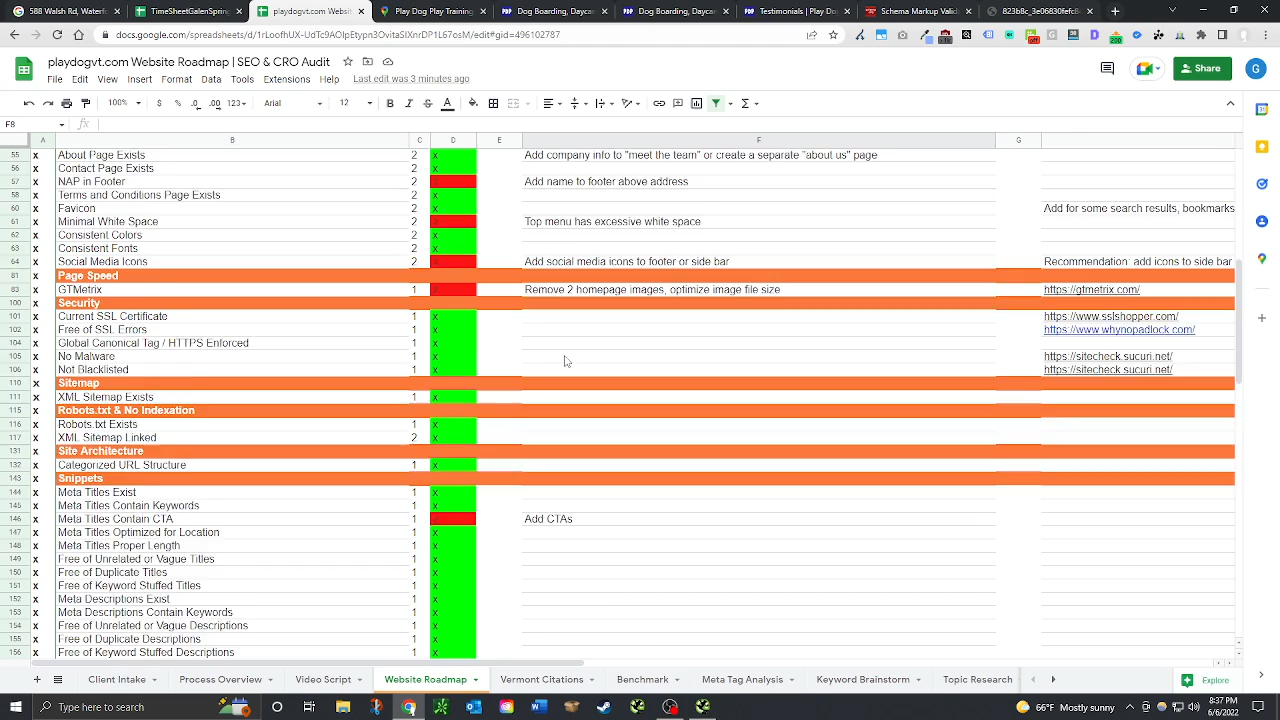 588 W Walnut
TimeSheetGalenSpring
playdogvt.com Website
Play Dog Play Training
Dog Boarding, Daycar
Dog Boarding, Daycar
Testimonials | Play Do
Schema Markup Valid
docs.google.com/spreadsheets/d/
/edit#gid=496102787
playdogvt.com Website Roadmap | SEO & CRO Audit
File Edit View Insert Format Data Tools Extensions Help Last edit was 3 minutes ago
Share
G
100% $ % .0 .00 123 Arial 12 B I S A
F8 fx
A B C D E F G
55 x About Page Exists 2 x Add company info to "meet the team" or create a separate "about us" page
56 x Contact Page Exists 2 x
57 x NAP in Footer 2 Add name to footer above address
58 x Terms and Conditions Page Exists 2 x
60 x Favicon 2 x Add for some search results, bookmarks
61 x Minimal White Space 2 Top menu has excessive white space
62 x Consistent Colors 2 x
63 x Consistent Fonts 2 x
64 x Social Media Icons 2 Add social media icons to footer or side bar Recommendation: add icons to side bar
81 x Page Speed
83 x GTMetrix 1 Remove 2 homepage images, optimize image file size https://gtmetrix.com/
100 x Security
101 x Current SSL Certificate 1 x https://www.sslshopper.com/
102 x Free of SSL Errors 1 x https://www.whynopadlock.com/
104 x Global Canonical Tag / HTTPS Enforced 1 x
105 x No Malware 1 x https://sitecheck.sucuri.net/
106 x Not Blacklisted 1 x https://sitecheck.sucuri.net/
110 x Sitemap
111 x XML Sitemap Exists 1 x
115 x Robots.txt & No Indexation
116 x Robots.txt Exists 1 x
117 x XML Sitemap Linked 2 x
131 x Site Architecture
132 x Categorized URL Structure 1 x
143 x Snippets
144 x Meta Titles Exist 1 x
145 x Meta Titles Contain Keywords 1 x
146 x Meta Titles Contain CTA 1 Add CTAs
147 x Meta Titles Optimized for Location 1 x
148 x Meta Titles Proper Length 1 x
149 x Free of Unrelated or Vague Titles 1 x
150 x Free of Duplicate Titles 1 x
151 x Free of Keyword Stuffed Titles 1 x
152 x Meta Descriptions Exist 1 x
153 x Meta Descriptions Contain Keywords 1 x
154 x Free of Unrelated or Vague Descriptions 1 x
155 x Free of Duplicate Descriptions 1 x
156 x Free of Keyword Stuffed Descriptions 1 x
Client Intake Process Overview Video Script Website Roadmap Vermont Citations Benchmark Meta Tag Analysis Keyword Brainstorm Topic Research Explore
Type here to search 66°F Mostly sunny 8:37 PM
6/6/2022